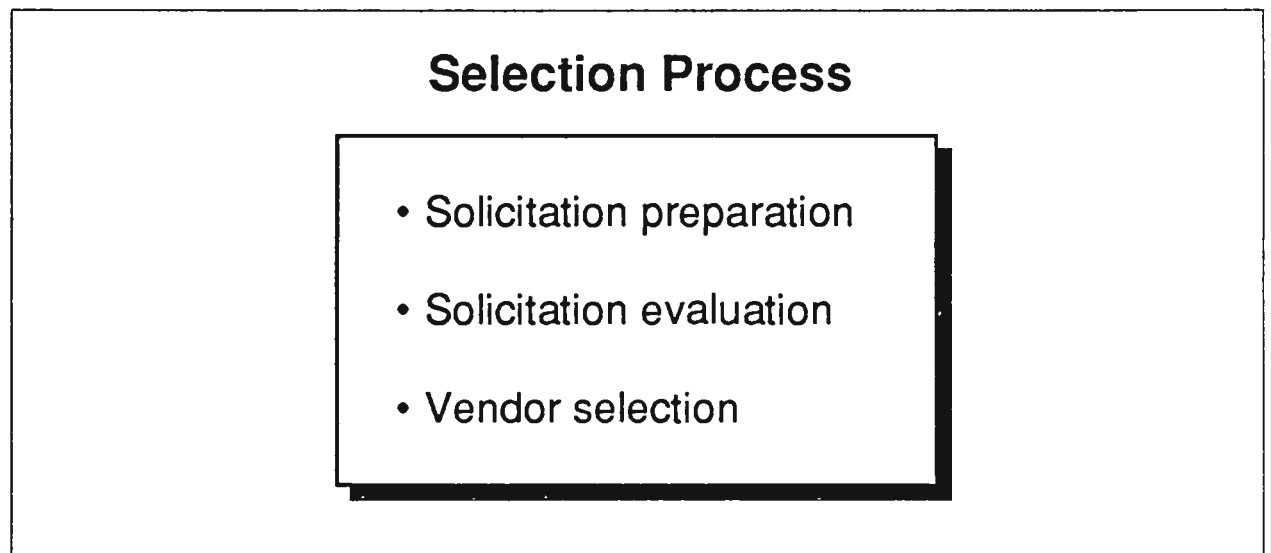 Selection Process
• Solicitation preparation
• Solicitation evaluation
• Vendor selection